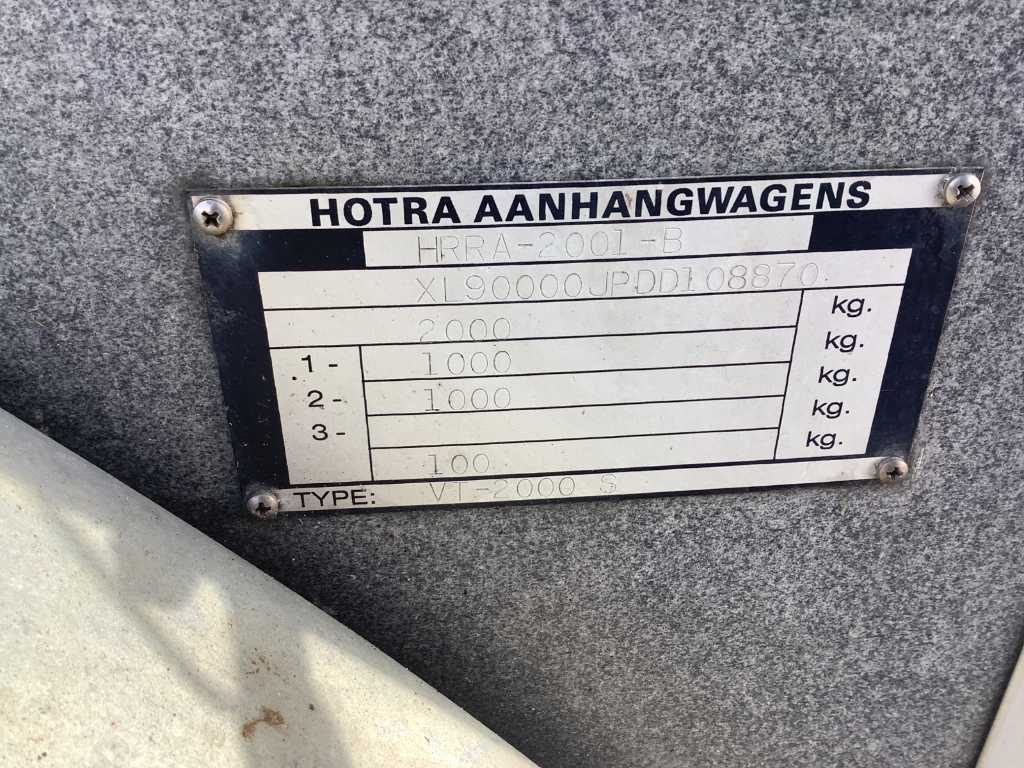 HOTRA AANHANGWAGENS
HRRA-2001-B
XL90000JPDD108870
2000 kg.
1- 1000 kg.
2- 1000 kg.
3- kg.
100 kg.
TYPE: VT-2000 S